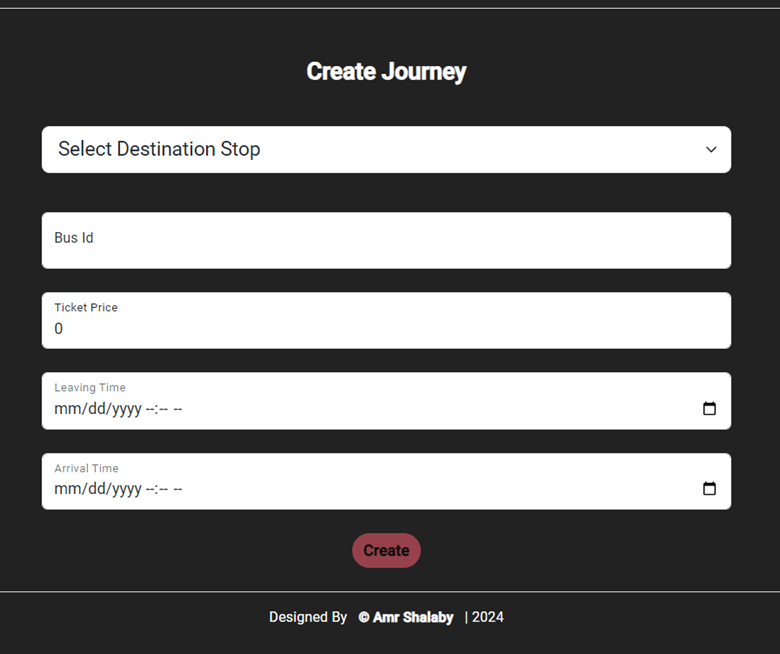 Create Journey
Select Destination Stop
Bus Id
Ticket Price
0
Leaving Time
mm/dd/yyyy --:-- --
Arrival Time
mm/dd/yyyy --:-- --
Create
Designed By © Amr Shalaby | 2024